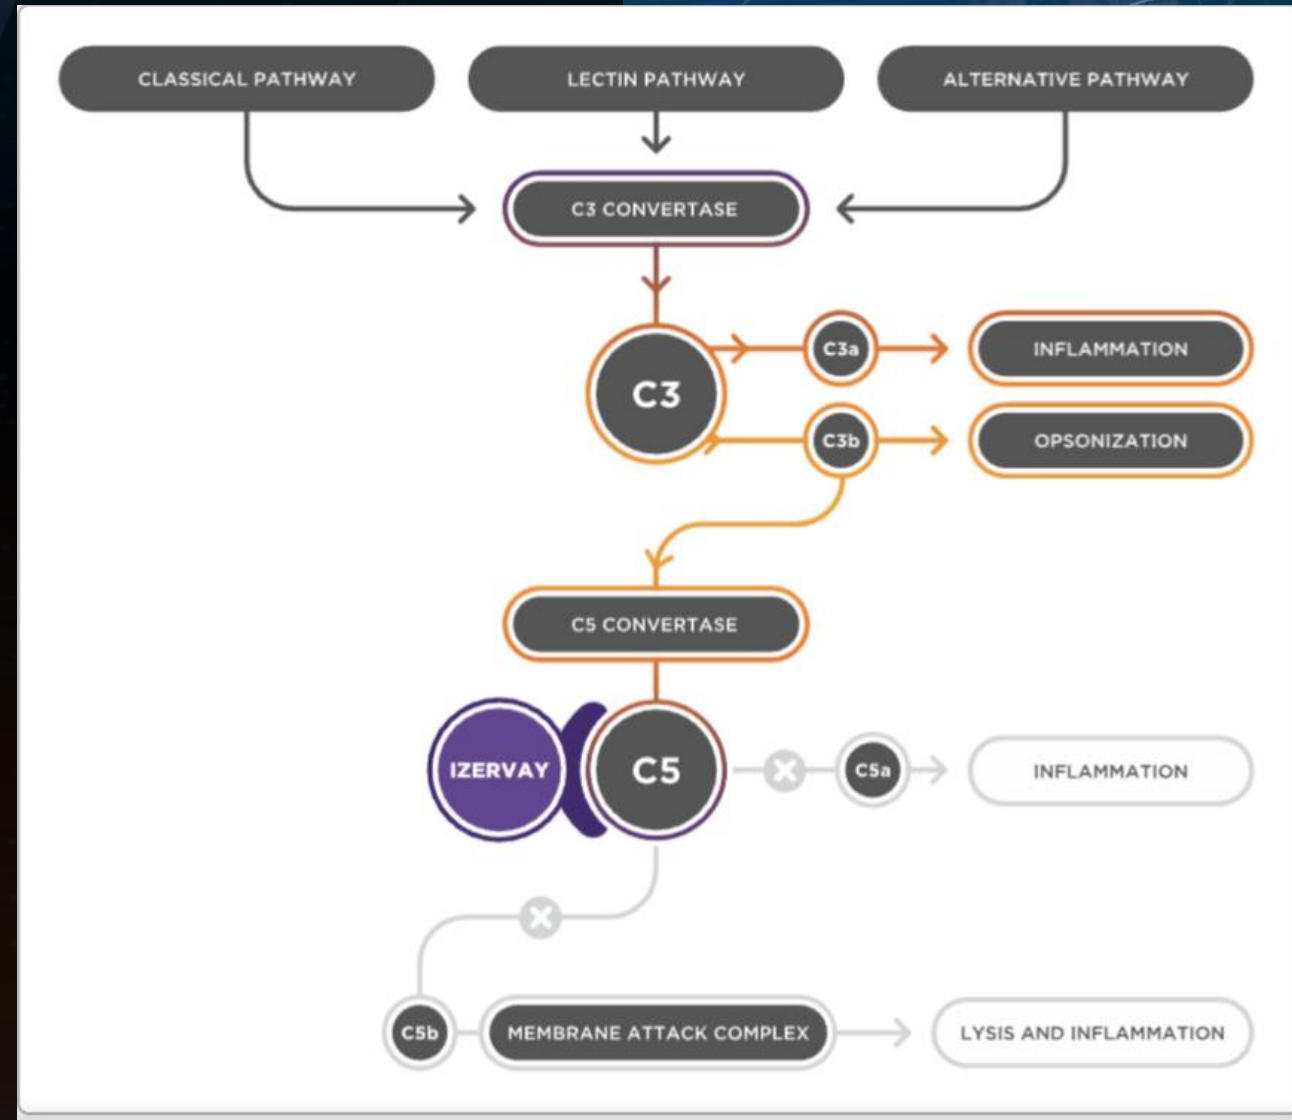 CLASSICAL PATHWAY
LECTIN PATHWAY
ALTERNATIVE PATHWAY
C3 CONVERTASE
C3
C3a
INFLAMMATION
C3b
OPSONIZATION
C5 CONVERTASE
IZERVAY
C5
C5a
INFLAMMATION
C5b
MEMBRANE ATTACK COMPLEX
LYSIS AND INFLAMMATION